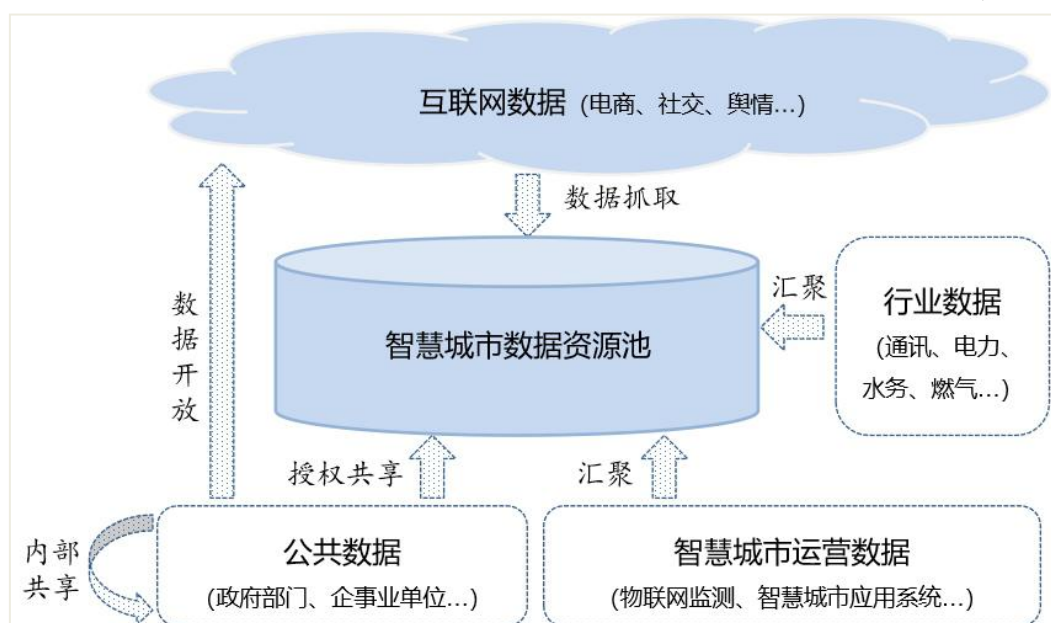 互联网数据 (电商、社交、舆情...)
数据抓取
汇聚
行业数据
(通讯、电力、
水务、燃气...)
智慧城市数据资源池
数
据
开
放
授权共享
汇聚
内部
共享
公共数据
(政府部门、企事业单位...)
智慧城市运营数据
(物联网监测、智慧城市应用系统...)